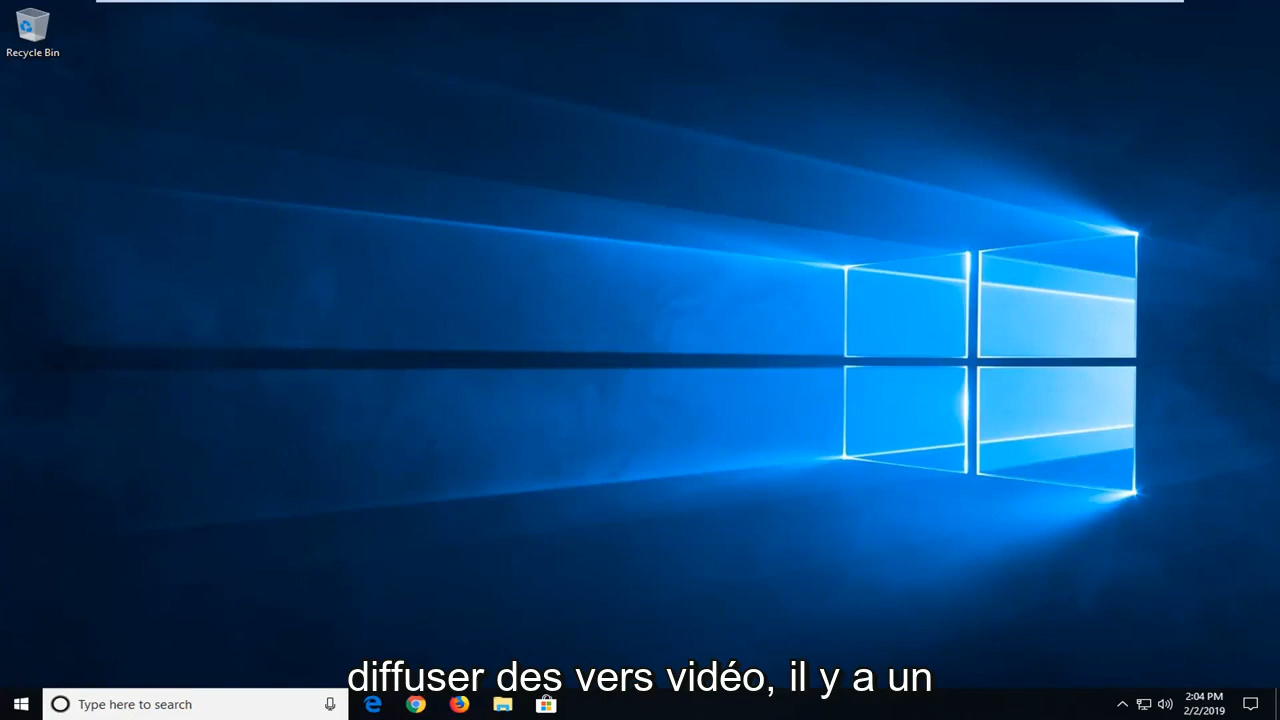 Recycle Bin
diffuser des vers vidéo, il y a un
Type here to search
2:04 PM
2/2/2019